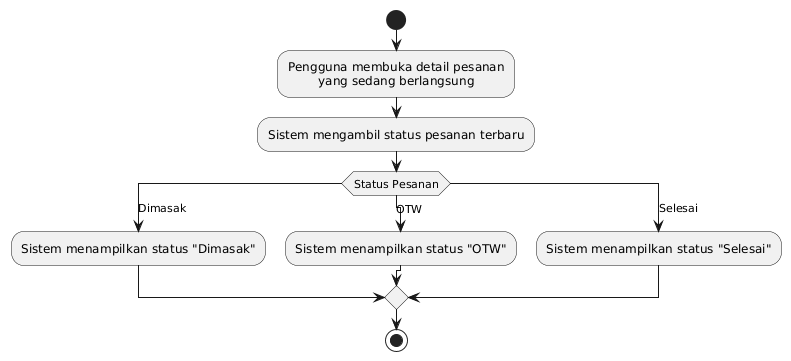 Pengguna membuka detail pesanan
yang sedang berlangsung
Sistem mengambil status pesanan terbaru
Status Pesanan
Dimasak
OTW
Selesai
Sistem menampilkan status "Dimasak"
Sistem menampilkan status "OTW"
Sistem menampilkan status "Selesai"